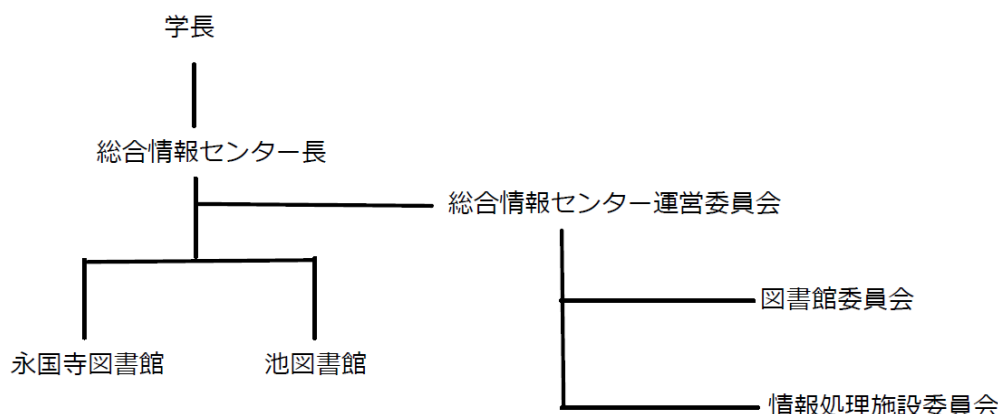 学長
総合情報センター長
総合情報センター運営委員会
図書館委員会
永国寺図書館
池図書館
情報処理施設委員会